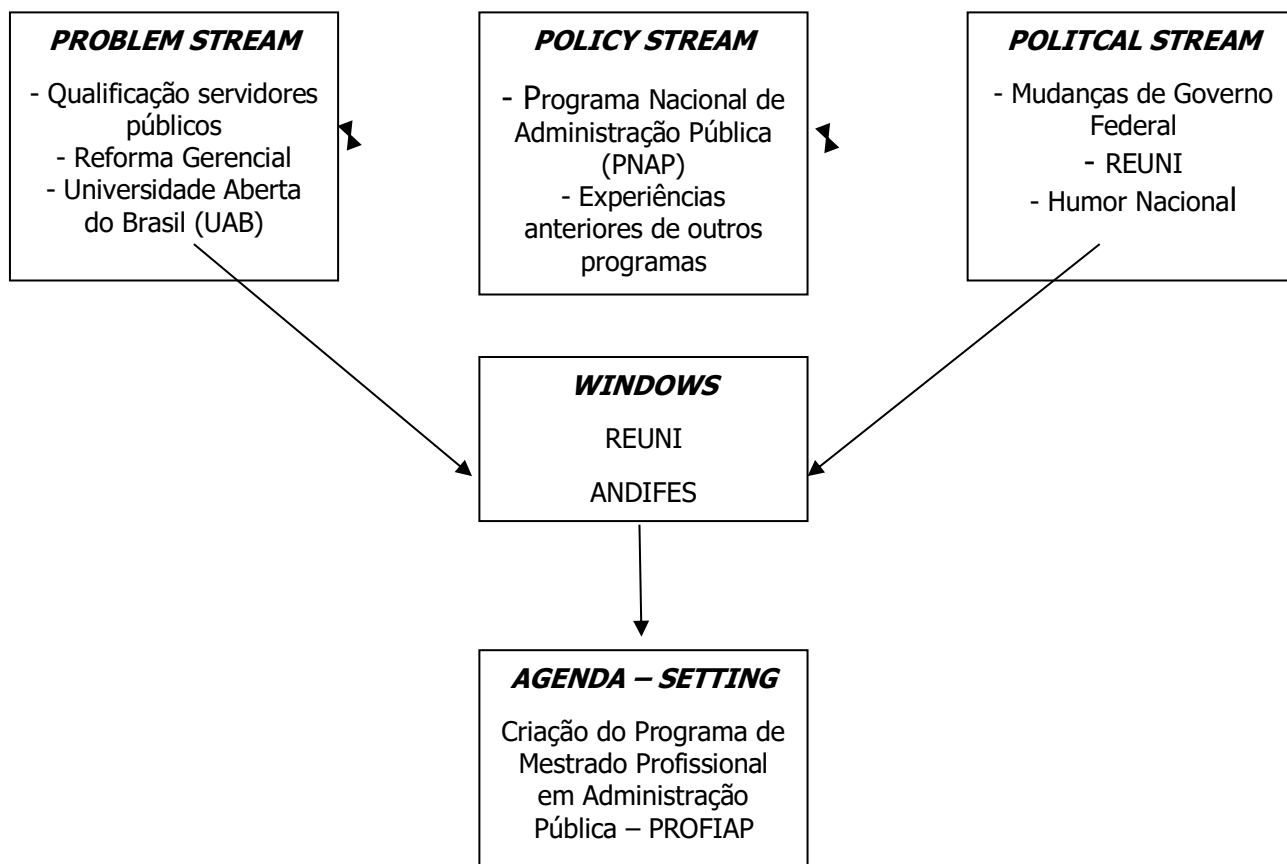 PROBLEM STREAM
- Qualificação servidores
públicos
- Reforma Gerencial
- Universidade Aberta
do Brasil (UAB)
POLICY STREAM
- Programa Nacional de
Administração Pública
(PNAP)
- Experiências
anteriores de outros
programas
POLITCAL STREAM
- Mudanças de Governo
Federal
- REUNI
- Humor Nacional
WINDOWS
REUNI
ANDIFES
AGENDA – SETTING
Criação do Programa de
Mestrado Profissional
em Administração
Pública – PROFIAP